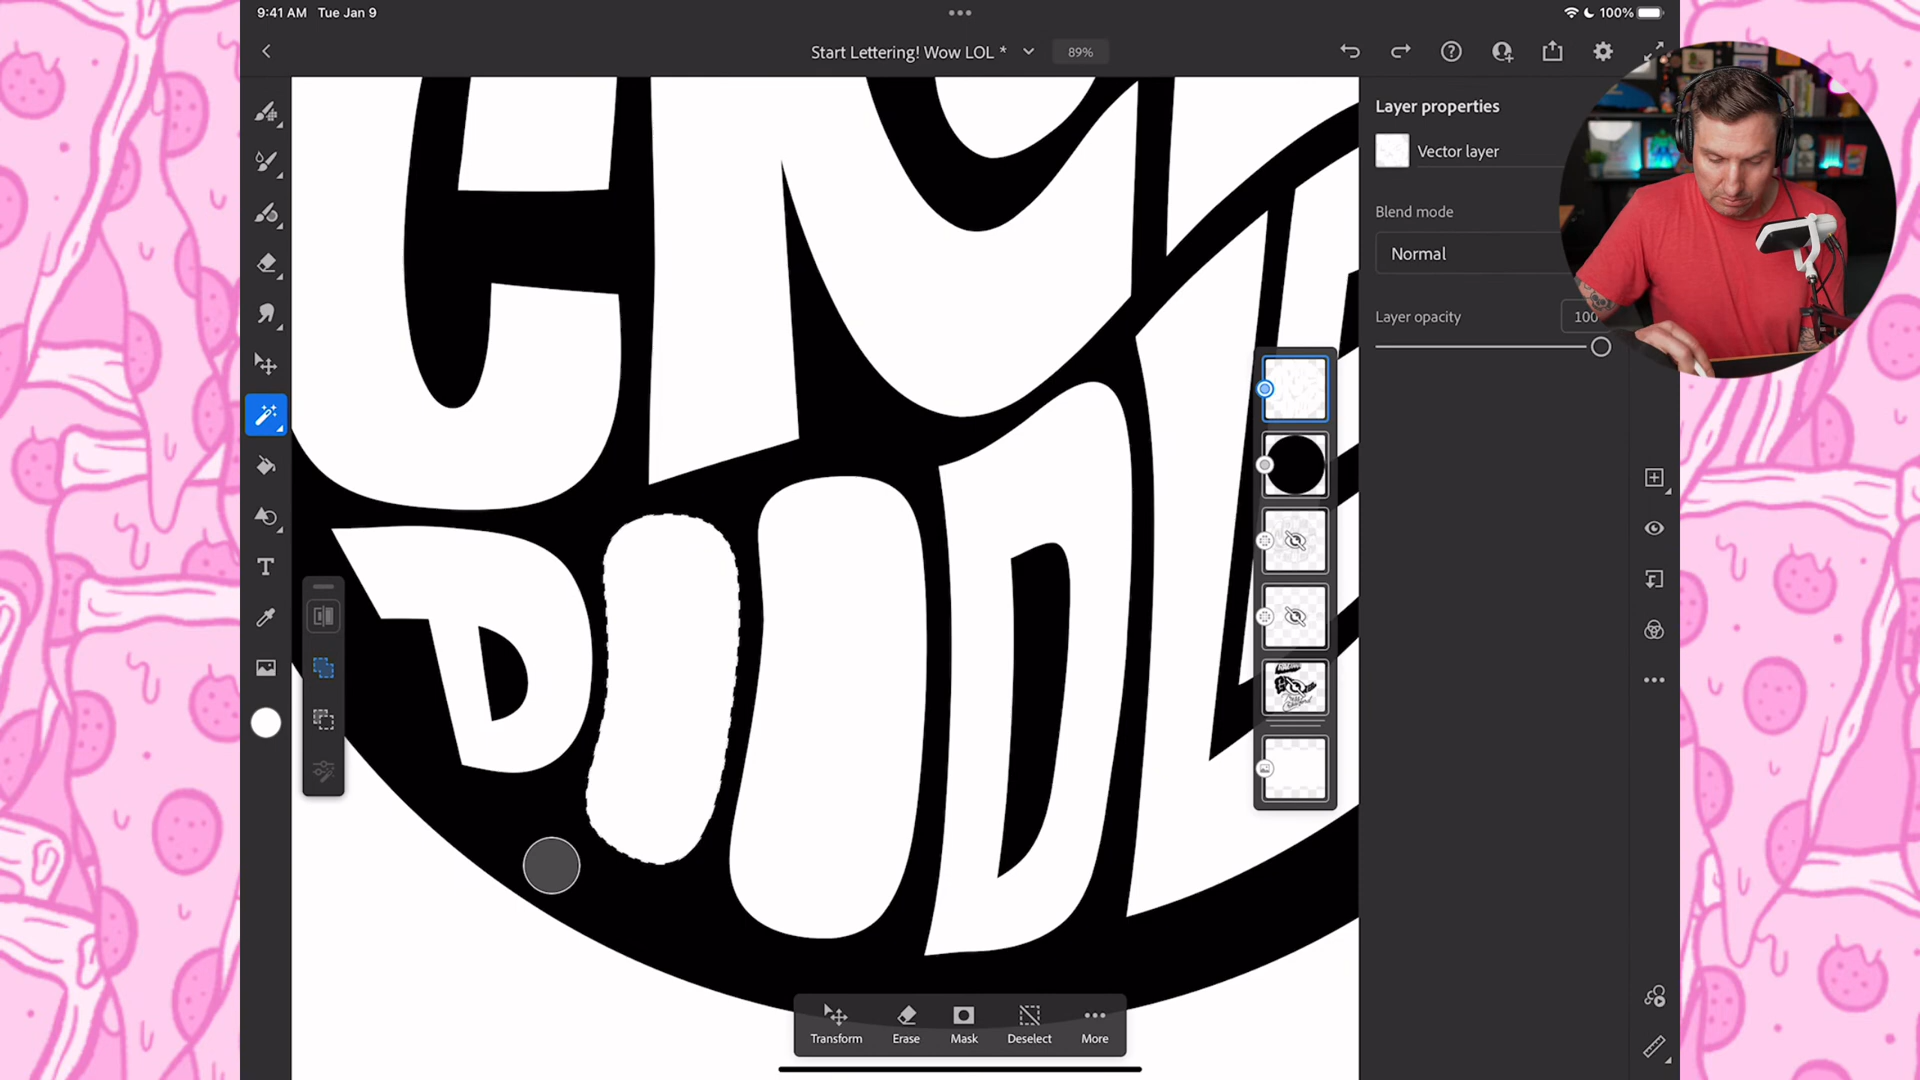 9:41 AM Tue Jan 9
100%
Start Lettering! Wow LOL *
89%
Layer properties
Vector layer
Blend mode
Normal
Layer opacity
100
T
Transform
Erase
Mask
Deselect
More